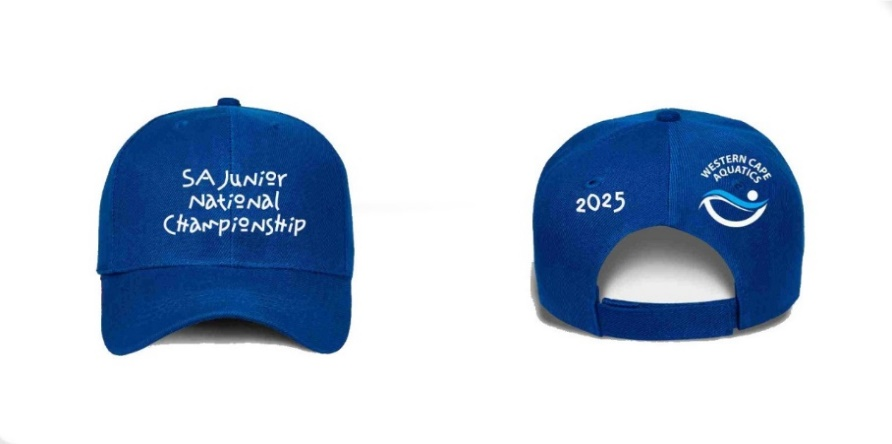 SA Junior
National
Championship
2025
WESTERN CAPE
AQUATICS